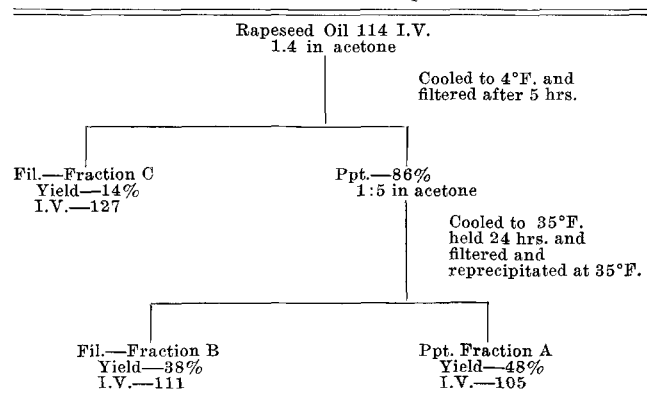 Rapeseed Oil 114 I.V.
1.4 in acetone
Cooled to 4°F. and
filtered after 5 hrs.
Fil.—Fraction C
Yield—14%
I.V.—127
Ppt.—86%
1:5 in acetone
Cooled to 35°F.
held 24 hrs. and
filtered and
reprecipitated at 35°F.
Fil.—Fraction B
Yield—38%
I.V.—111
Ppt. Fraction A
Yield—48%
I.V.—105